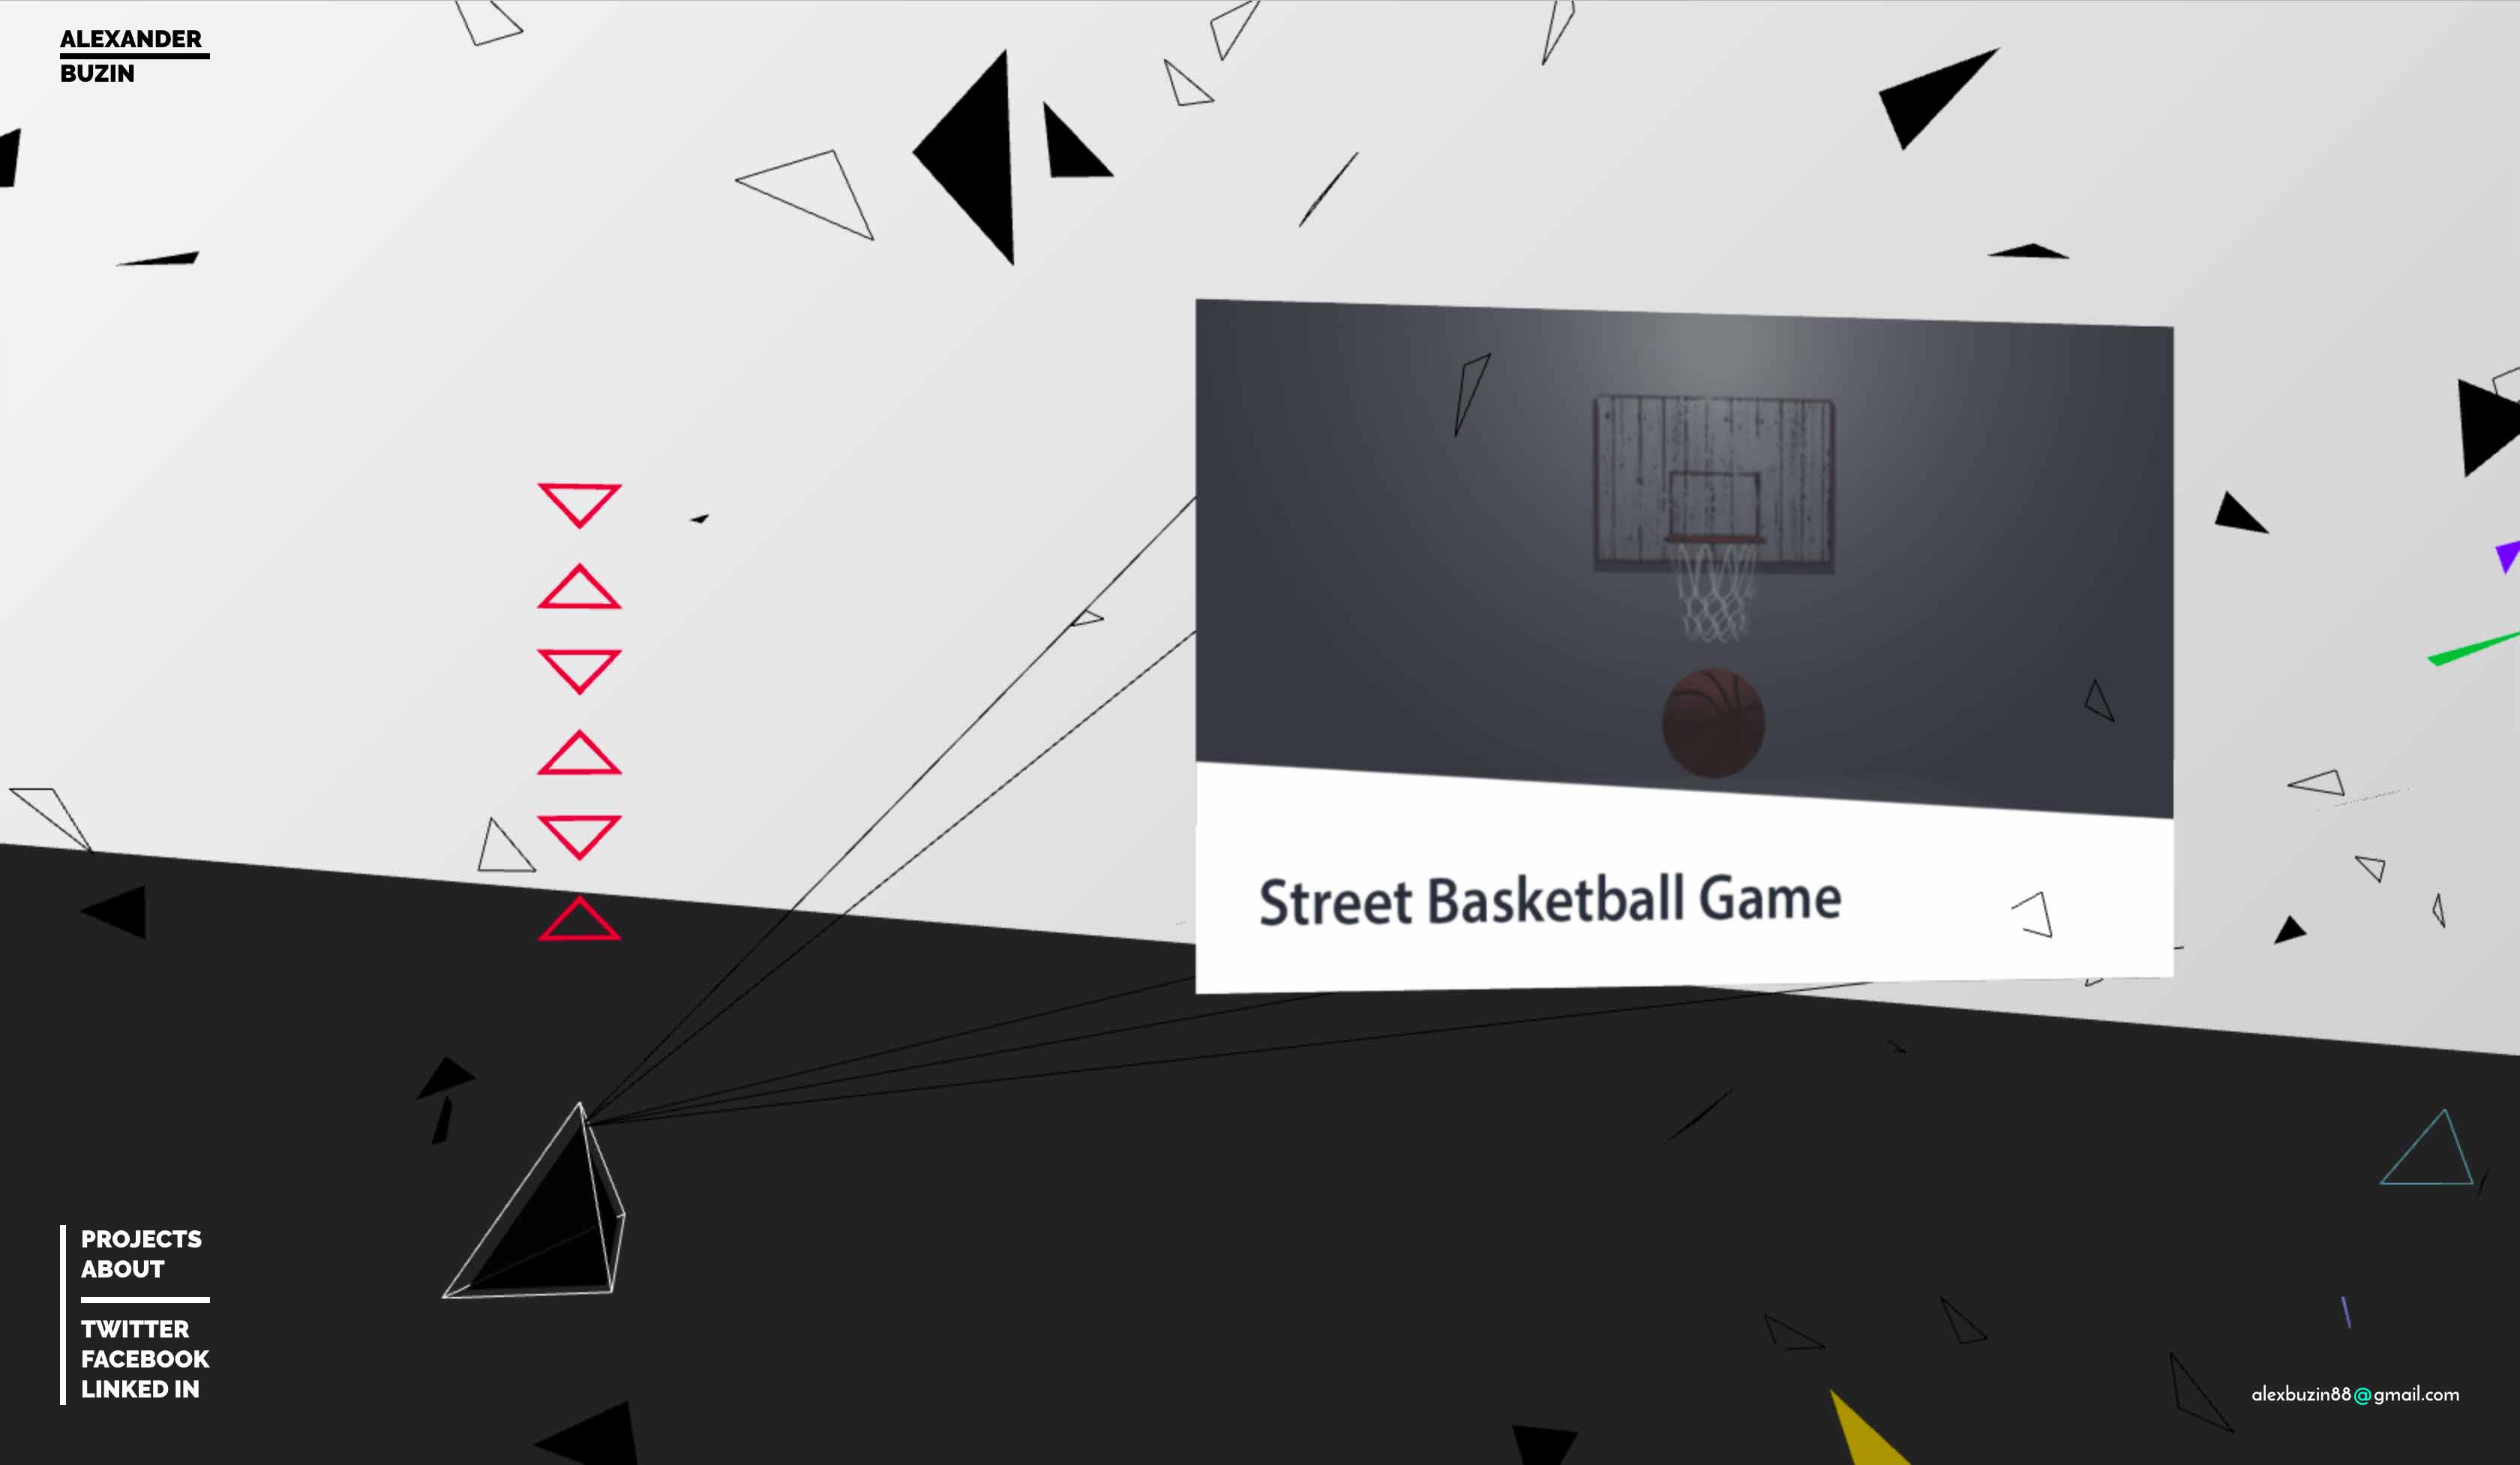 ALEXANDER
BUZIN
Street Basketball Game
PROJECTS
ABOUT
TWITTER
FACEBOOK
LINKED IN
alexbuzin88@gmail.com